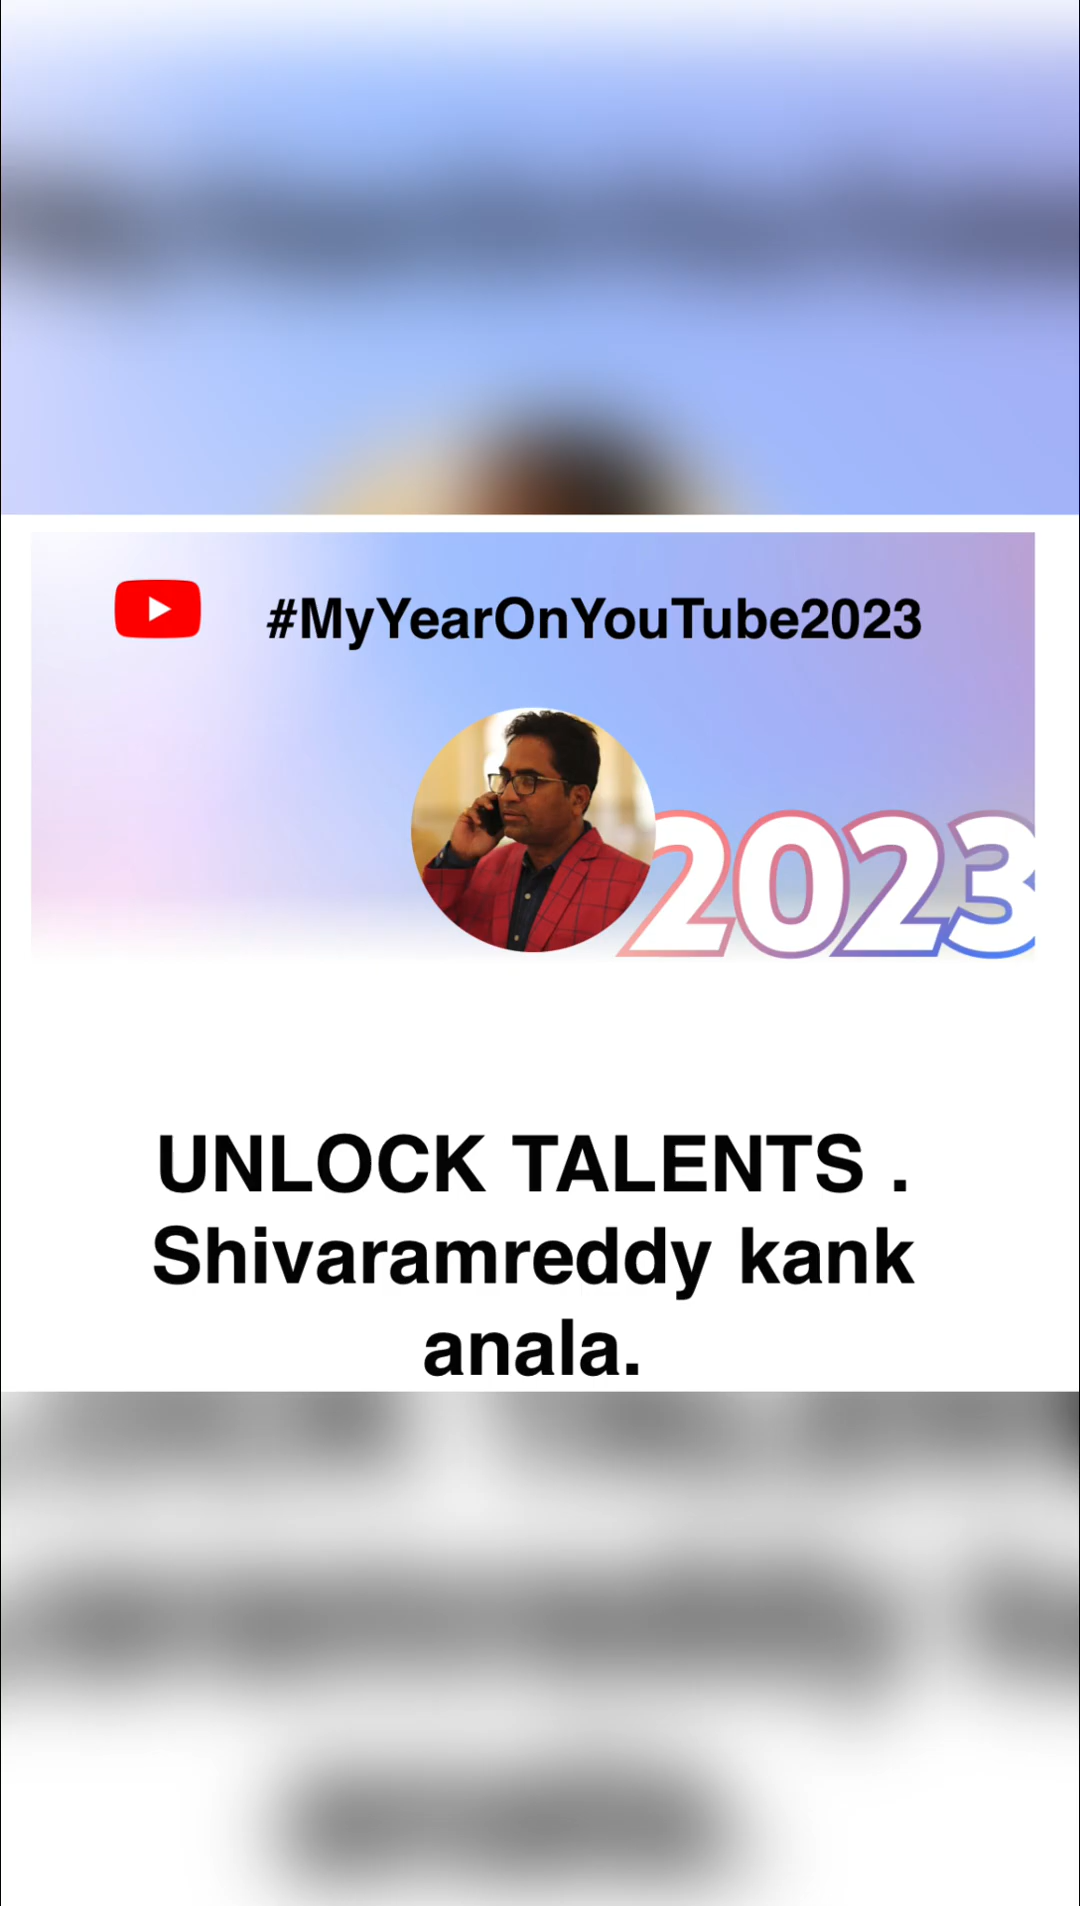 #MyYearOnYouTube2023
2023
UNLOCK TALENTS .
Shivaramreddy kank
anala.